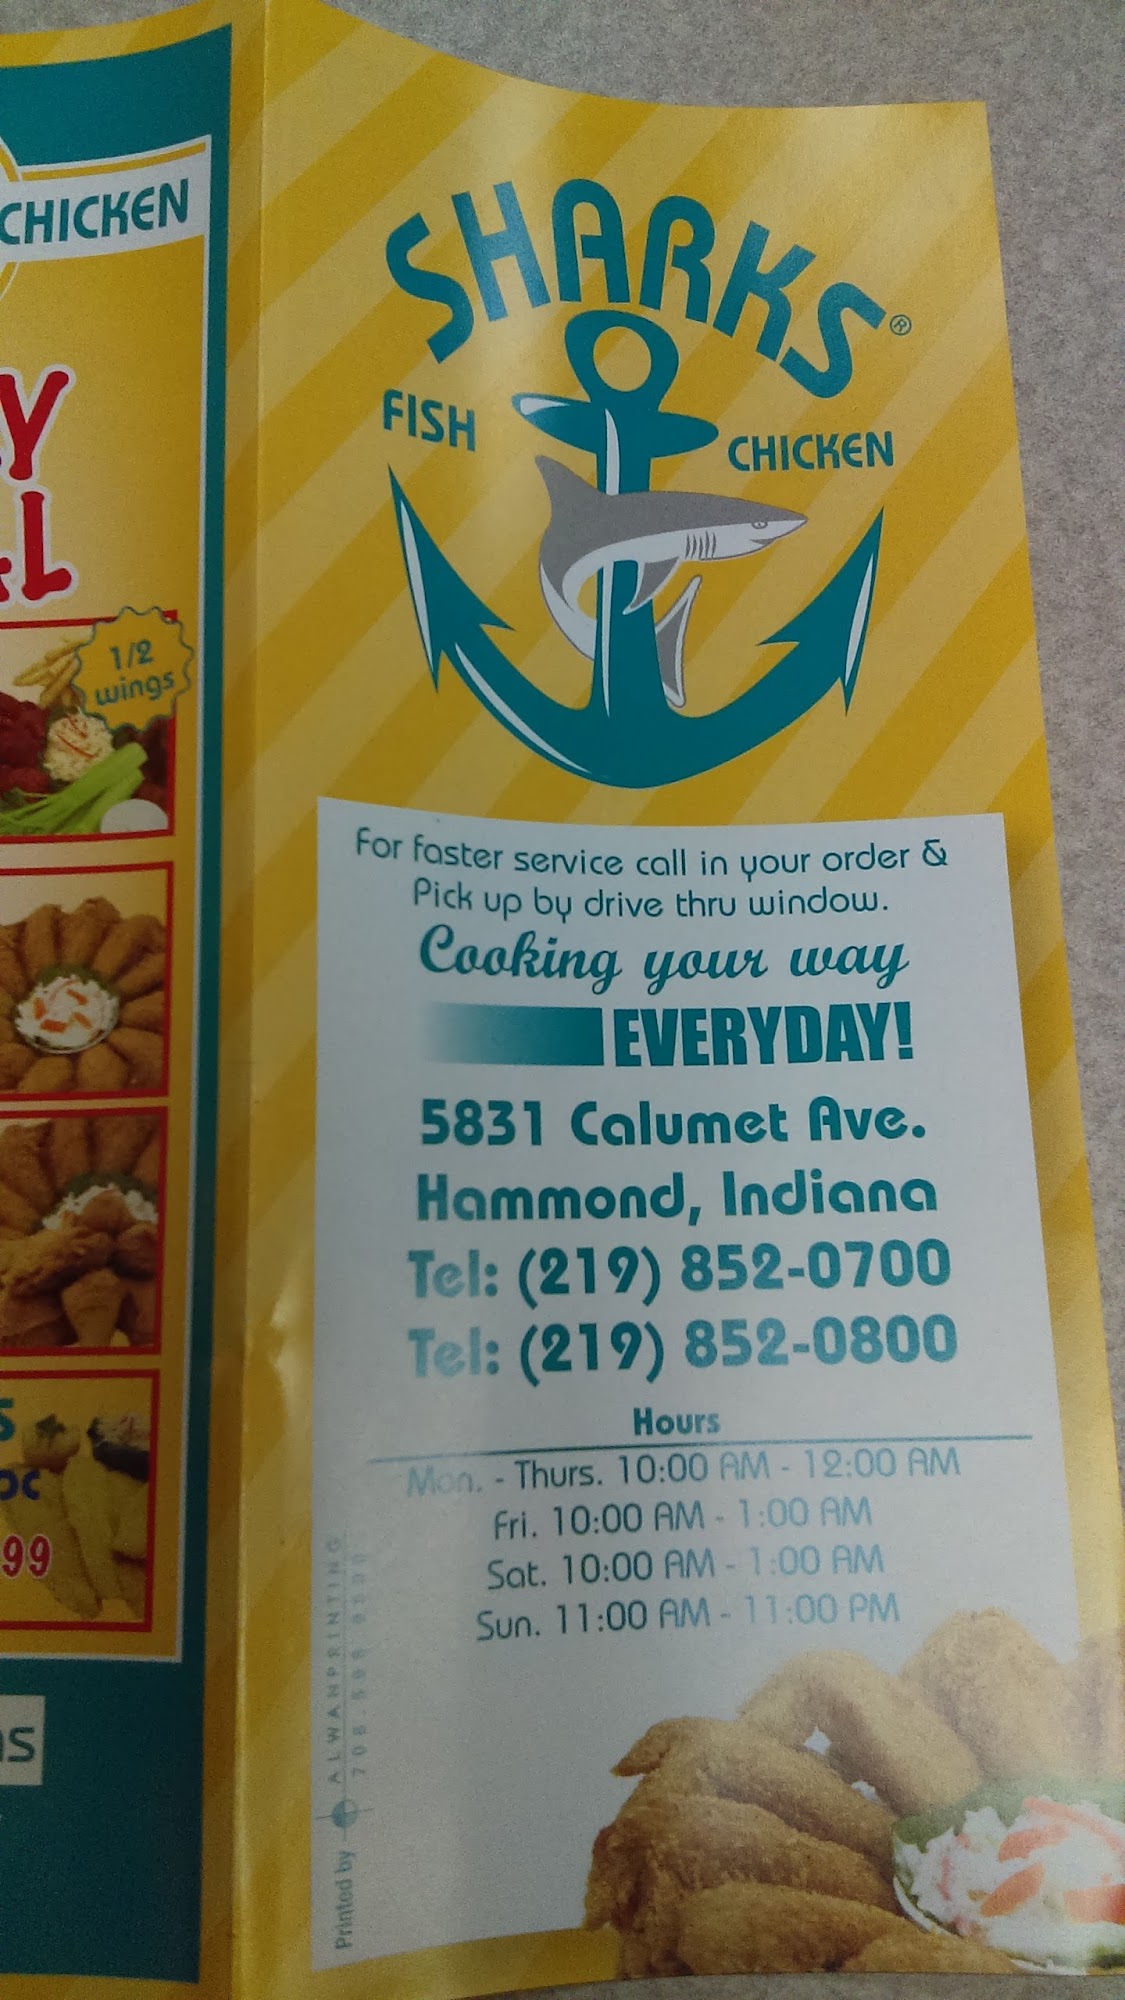 CHICKEN
Y
L
1/2
wings
99
SHARKS®
FISH
CHICKEN
For faster service call in your order &
Pick up by drive thru window.
Cooking your way
EVERYDAY!
5831 Calumet Ave.
Hammond, Indiana
Tel: (219) 852-0700
Tel: (219) 852-0800
Hours
Mon. - Thurs. 10:00 AM - 12:00 AM
Fri. 10:00 AM - 1:00 AM
Sat. 10:00 AM - 1:00 AM
Sun. 11:00 AM - 11:00 PM
Printed by ALWANPRINTING